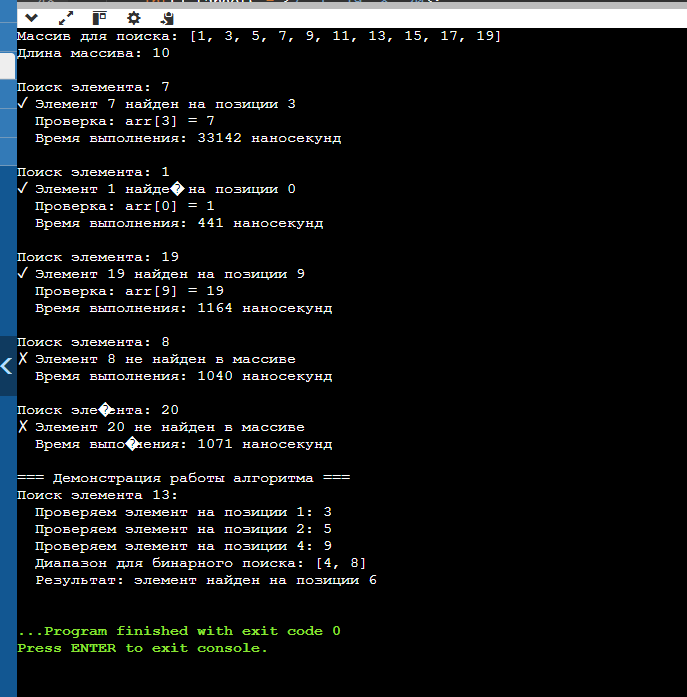 Массив для поиска: [1, 3, 5, 7, 9, 11, 13, 15, 17, 19]
Длина массива: 10
Поиск элемента: 7
✓ Элемент 7 найден на позиции 3
Проверка: arr[3] = 7
Время выполнения: 33142 наносекунд
Поиск элемента: 1
✓ Элемент 1 найде� на позиции 0
Проверка: arr[0] = 1
Время выполнения: 441 наносекунд
Поиск элемента: 19
✓ Элемент 19 найден на позиции 9
Проверка: arr[9] = 19
Время выполнения: 1164 наносекунд
Поиск элемента: 8
✗ Элемент 8 не найден в массиве
Время выполнения: 1040 наносекунд
Поиск эле�ента: 20
✗ Элемент 20 не найден в массиве
Время выпо�нения: 1071 наносекунд
=== Демонстрация работы алгоритма ===
Поиск элемента 13:
Проверяем элемент на позиции 1: 3
Проверяем элемент на позиции 2: 5
Проверяем элемент на позиции 4: 9
Диапазон для бинарного поиска: [4, 8]
Результат: элемент найден на позиции 6
...Program finished with exit code 0
Press ENTER to exit console.